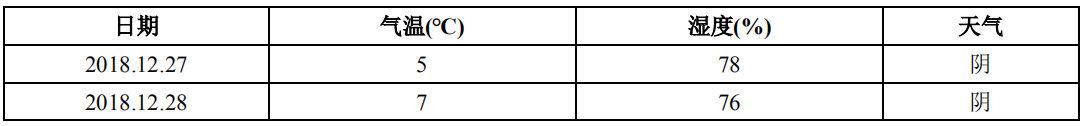 日期 气温(℃) 湿度(%) 天气
2018.12.27 5 78 阴
2018.12.28 7 76 阴